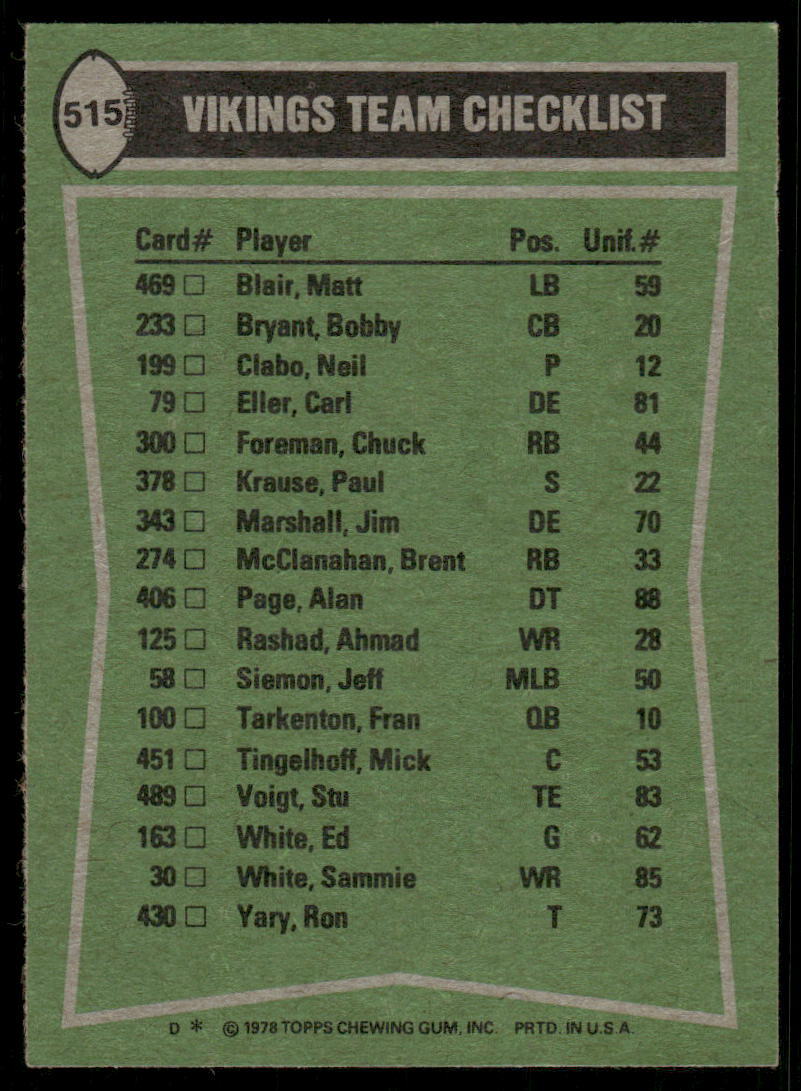 515 VIKINGS TEAM CHECKLIST
Card# Player Pos. Unif.#
469 □ Blair, Matt LB 59
233 □ Bryant, Bobby CB 20
199 □ Clabo, Neil P 12
79 □ Eller, Carl DE 81
300 □ Foreman, Chuck RB 44
378 □ Krause, Paul S 22
343 □ Marshall, Jim DE 70
274 □ McClanahan, Brent RB 33
406 □ Page, Alan DT 88
125 □ Rashad, Ahmad WR 28
58 □ Siemon, Jeff MLB 50
100 □ Tarkenton, Fran QB 10
451 □ Tingelhoff, Mick C 53
489 □ Voigt, Stu TE 83
163 □ White, Ed G 62
30 □ White, Sammie WR 85
430 □ Yary, Ron T 73
D * © 1978 TOPPS CHEWING GUM, INC. PRTD. IN U.S.A.